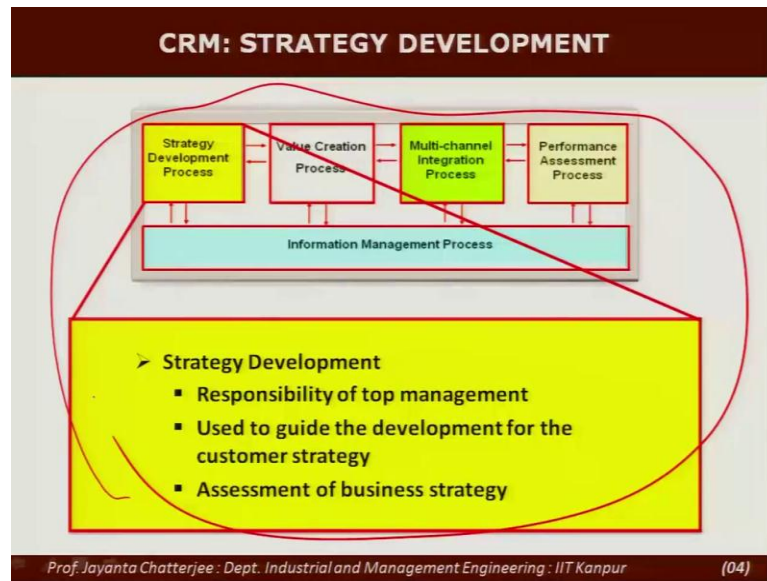 CRM: STRATEGY DEVELOPMENT
Strategy
Development
Process
Value Creation
Process
Multi-channel
Integration
Process
Performance
Assessment
Process
Information Management Process
➢ Strategy Development
▪ Responsibility of top management
▪ Used to guide the development for the
customer strategy
▪ Assessment of business strategy
Prof. Jayanta Chatterjee : Dept. Industrial and Management Engineering : IIT Kanpur (04)